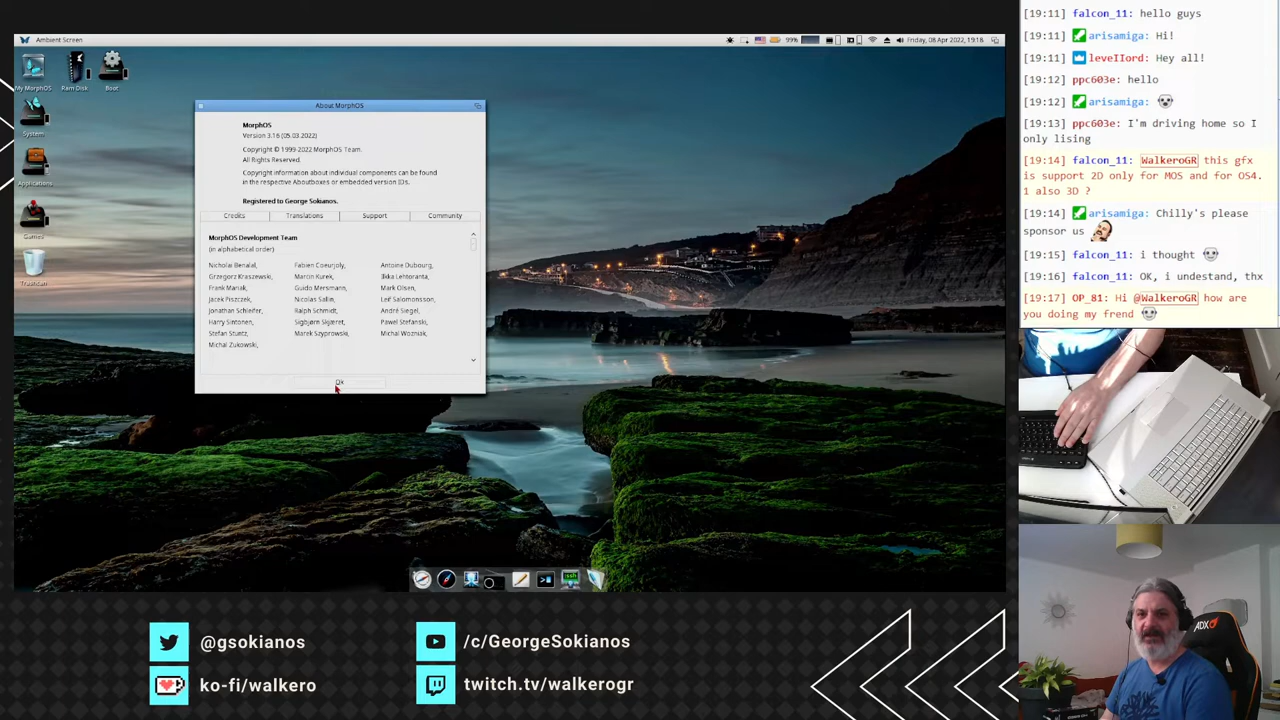 Ambient Screen
99%
Friday, 08 Apr 2022, 19:18
My MorphOS
Ram Disk
Boot
System
Applications
Games
Trashcan
About MorphOS
MorphOS
Version 3.16 (05.03.2022)
Copyright © 1999-2022 MorphOS Team.
All Rights Reserved.
Copyright information about individual components can be found
in the respective Aboutboxes or embedded version IDs.
Registered to George Sokianos.
Credits
Translations
Support
Community
MorphOS Development Team
(in alphabetical order)
Nicholai Benalal, Fabien Coeurjoly, Antoine Dubourg,
Grzegorz Kraszewski, Marcin Kurek, Ilkka Lehtoranta,
Frank Mariak, Guido Mersmann, Mark Olsen,
Jacek Piszczek, Nicolas Sallin, Leif Salomonsson,
Jonathan Schleifer, Ralph Schmidt, André Siegel,
Harry Sintonen, Sigbjørn Skjæret, Pawel Stefanski,
Stefan Stuntz, Marek Szyprowski, Michal Wozniak,
Michal Zukowski,
Ok
ssh
[19:11] falcon_11: hello guys
[19:11] arisamiga: Hi!
[19:11] leveIIord: Hey all!
[19:12] ppc603e: hello
[19:12] arisamiga:
[19:13] ppc603e: I'm driving home so I
only lising
[19:14] falcon_11: WalkeroGR this gfx
is support 2D only for MOS and for OS4.
1 also 3D ?
[19:14] arisamiga: Chilly's please
sponsor us
[19:15] falcon_11: i thought
[19:16] falcon_11: OK, i undestand, thx
[19:17] OP_81: Hi @WalkeroGR how are
you doing my frend
ADX
@gsokianos
/c/GeorgeSokianos
ko-fi/walkero
twitch.tv/walkerogr